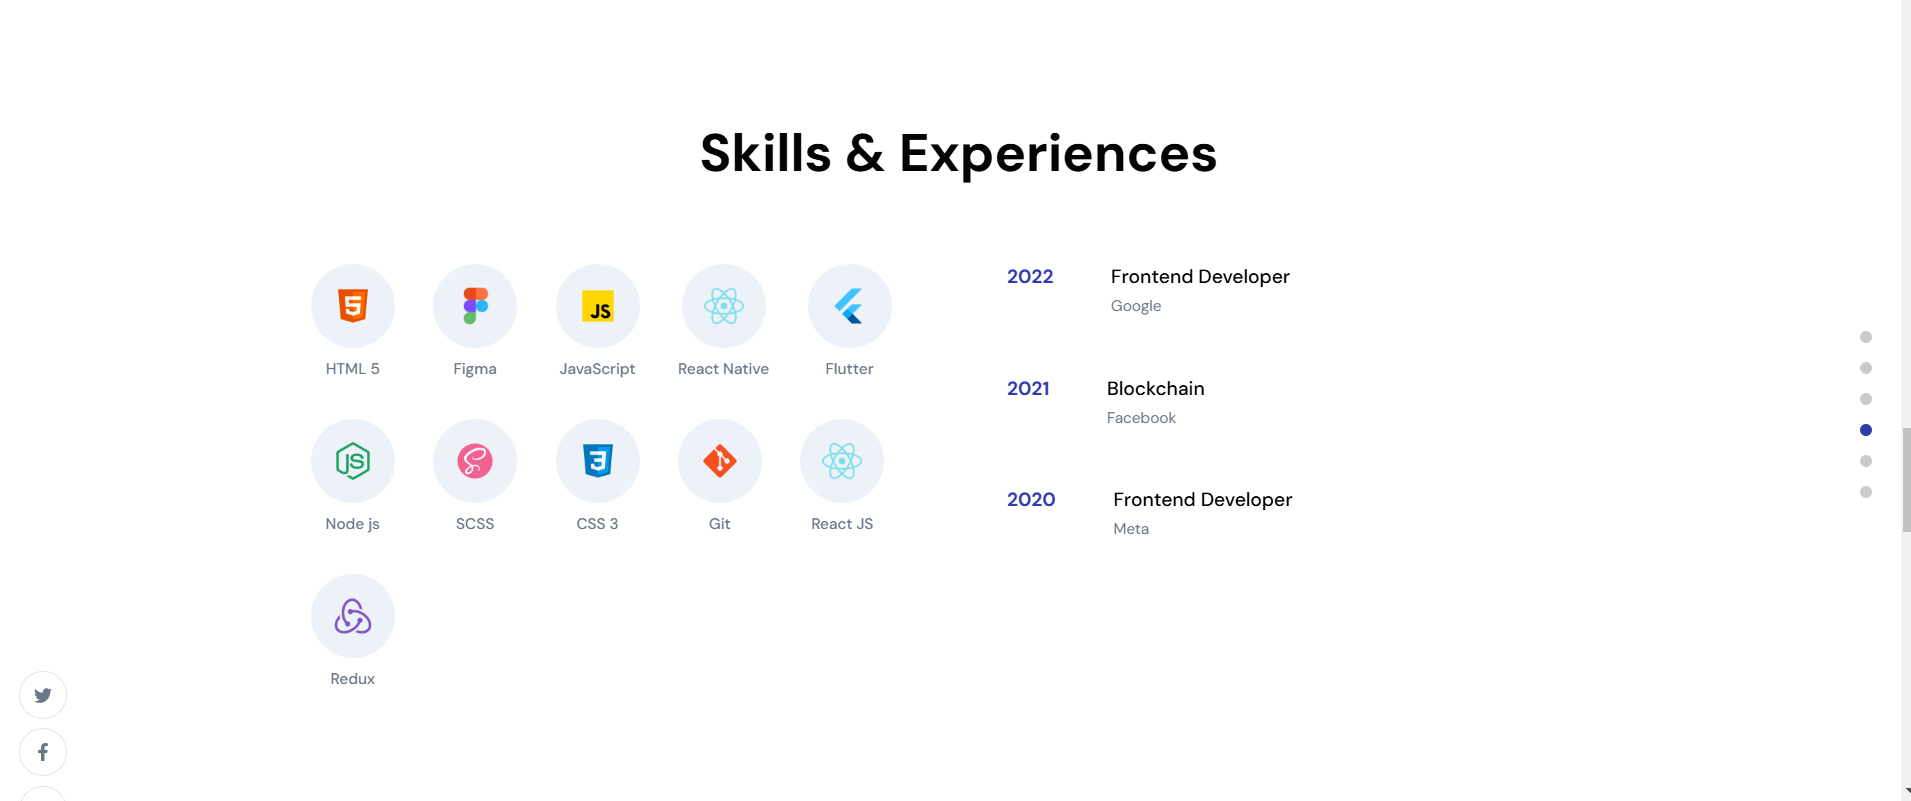 Skills & Experiences
JS
HTML 5
Figma
JavaScript
React Native
Flutter
JS
Node js
SCSS
CSS 3
Git
React JS
Redux
2022
Frontend Developer
Google
2021
Blockchain
Facebook
2020
Frontend Developer
Meta